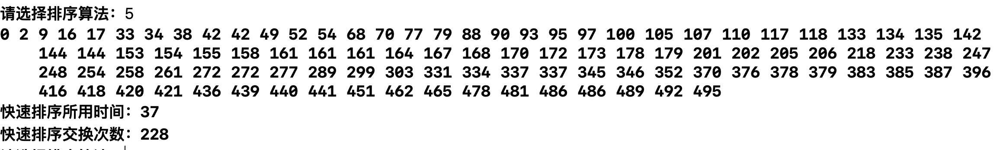 请选择排序算法：5
0 2 9 16 17 33 34 38 42 42 49 52 54 68 70 77 79 88 90 93 95 97 100 105 107 110 117 118 133 134 135 142
144 144 153 154 155 158 161 161 161 164 167 168 170 172 173 178 179 201 202 205 206 218 233 238 247
248 254 258 261 272 272 277 289 299 303 331 334 337 337 345 346 352 370 376 378 379 383 385 387 396
416 418 420 421 436 439 440 441 451 462 465 478 481 486 486 489 492 495
快速排序所用时间：37
快速排序交换次数：228